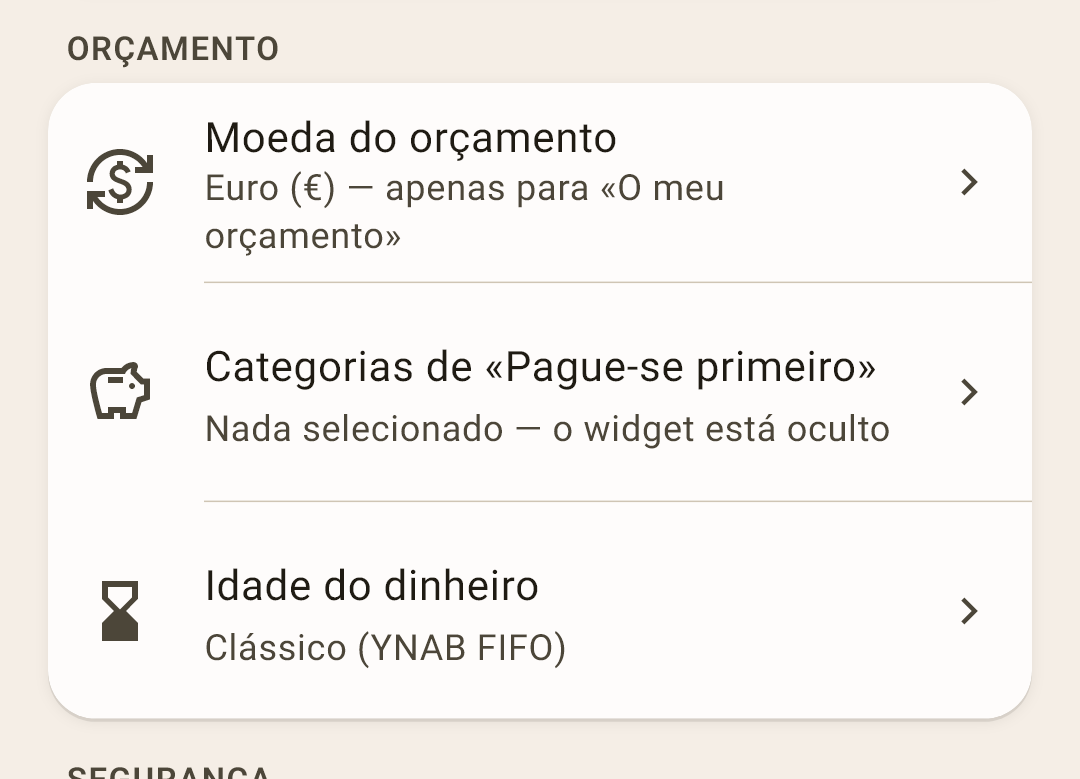 ORÇAMENTO
Moeda do orçamento
Euro (€) — apenas para «O meu
orçamento»
Categorias de «Pague-se primeiro»
Nada selecionado — o widget está oculto
Idade do dinheiro
Clássico (YNAB FIFO)
SEGURANÇA